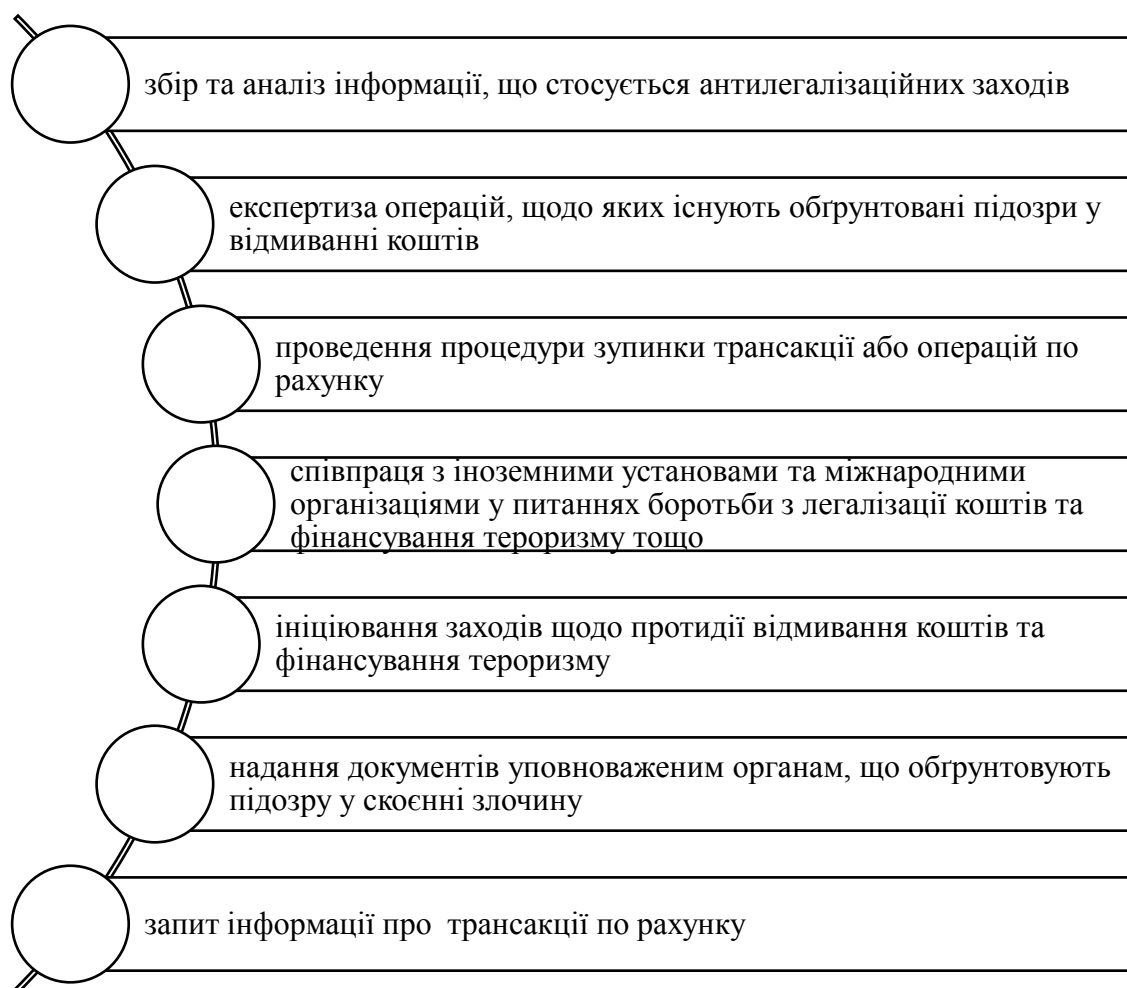 збір та аналіз інформації, що стосується антилегалізаційних заходів
експертиза операцій, щодо яких існують обґрунтовані підозри у
відмиванні коштів
проведення процедури зупинки трансакції або операцій по
рахунку
співпраця з іноземними установами та міжнародними
організаціями у питаннях боротьби з легалізації коштів та
фінансування тероризму тощо
ініціювання заходів щодо протидії відмивання коштів та
фінансування тероризму
надання документів уповноваженим органам, що обґрунтовують
підозру у скоєнні злочину
запит інформації про  трансакції по рахунку